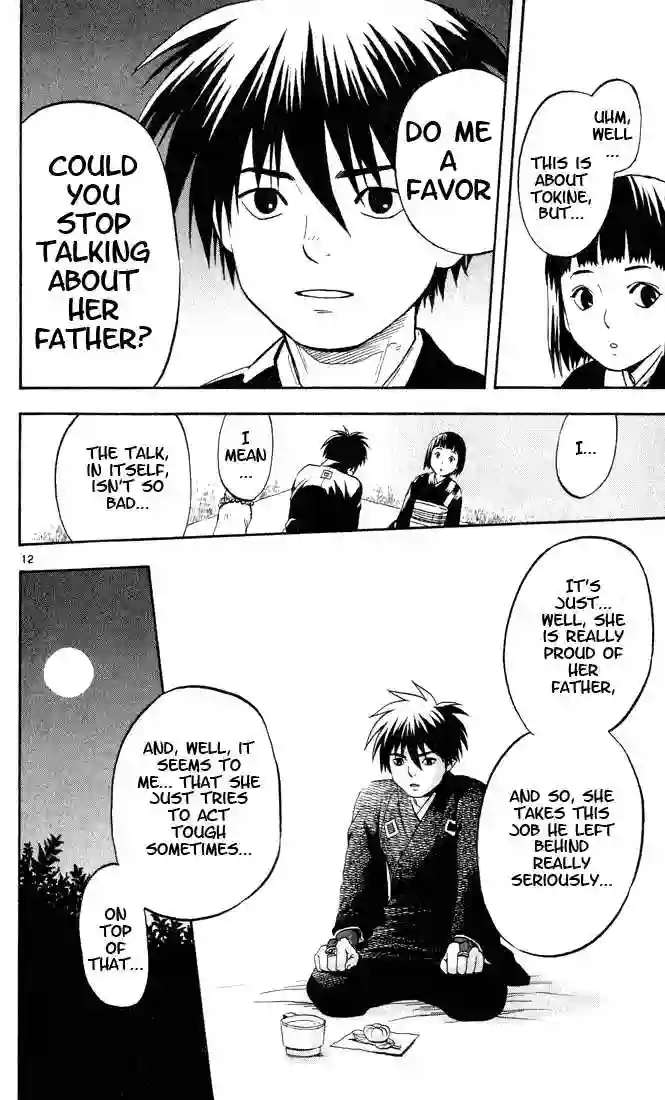 UHM,
WELL
...
THIS IS
ABOUT
TOKINE,
BUT...
DO ME
A
FAVOR
COULD
YOU
STOP
TALKING
ABOUT
HER
FATHER?
I...
I
MEAN
...
THE TALK,
IN ITSELF,
ISN'T SO
BAD...
12
IT'S
JUST...
WELL, SHE
IS REALLY
PROUD OF
HER
FATHER,
AND SO, SHE
TAKES THIS
JOB HE LEFT
BEHIND
REALLY
SERIOUSLY...
AND, WELL, IT
SEEMS TO
ME... THAT SHE
JUST TRIES
TO ACT
TOUGH
SOMETIMES...
ON
TOP
OF
THAT...